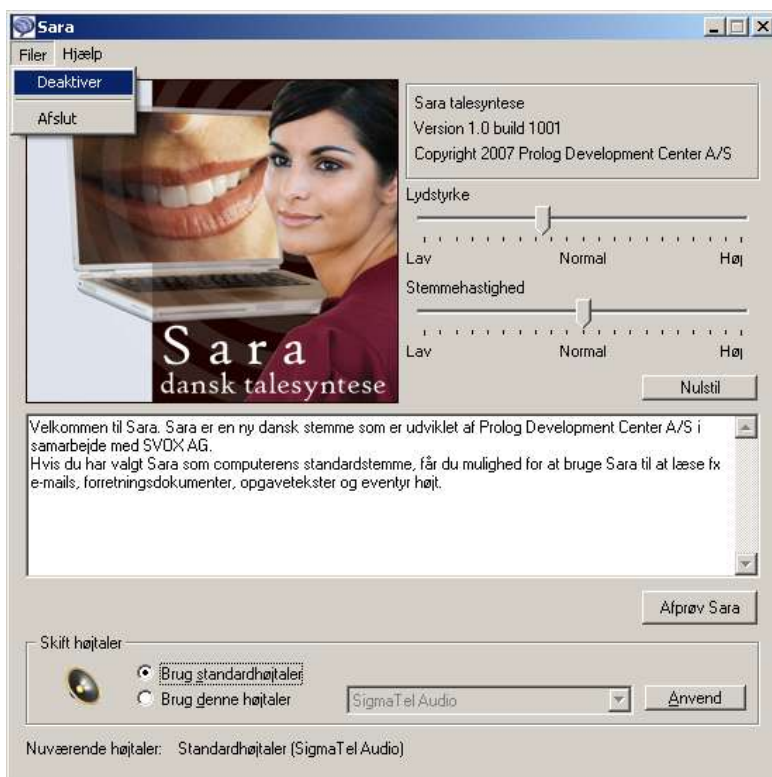 Sara
Filer Hjælp
Deaktiver
Afslut
Sara
dansk talesyntese
Sara talesyntese
Version 1.0 build 1001
Copyright 2007 Prolog Development Center A/S
Lydstyrke
Lav Normal Høj
Stemmehastighed
Lav Normal Høj
Nulstil
Velkommen til Sara. Sara er en ny dansk stemme som er udviklet af Prolog Development Center A/S i
samarbejde med SVOX AG.
Hvis du har valgt Sara som computerens standardstemme, får du mulighed for at bruge Sara til at læse fx
e-mails, forretningsdokumenter, opgavetekster og eventyr højt.
Afprøv Sara
Skift højtaler
Brug standardhøjtaler
Brug denne højtaler SigmaTel Audio Anvend
Nuværende højtaler: Standardhøjtaler (SigmaTel Audio)